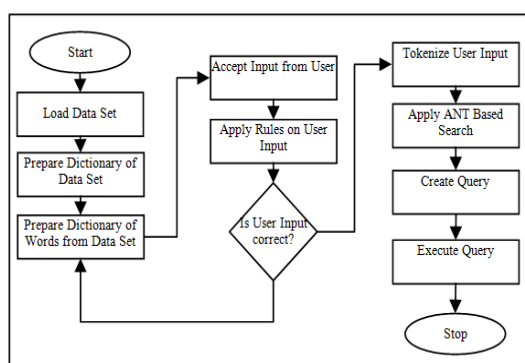 Start
Load Data Set
Prepare Dictionary of
Data Set
Prepare Dictionary of
Words from Data Set
Accept Input from User
Apply Rules on User
Input
Is User Input
correct?
Tokenize User Input
Apply ANT Based
Search
Create Query
Execute Query
Stop